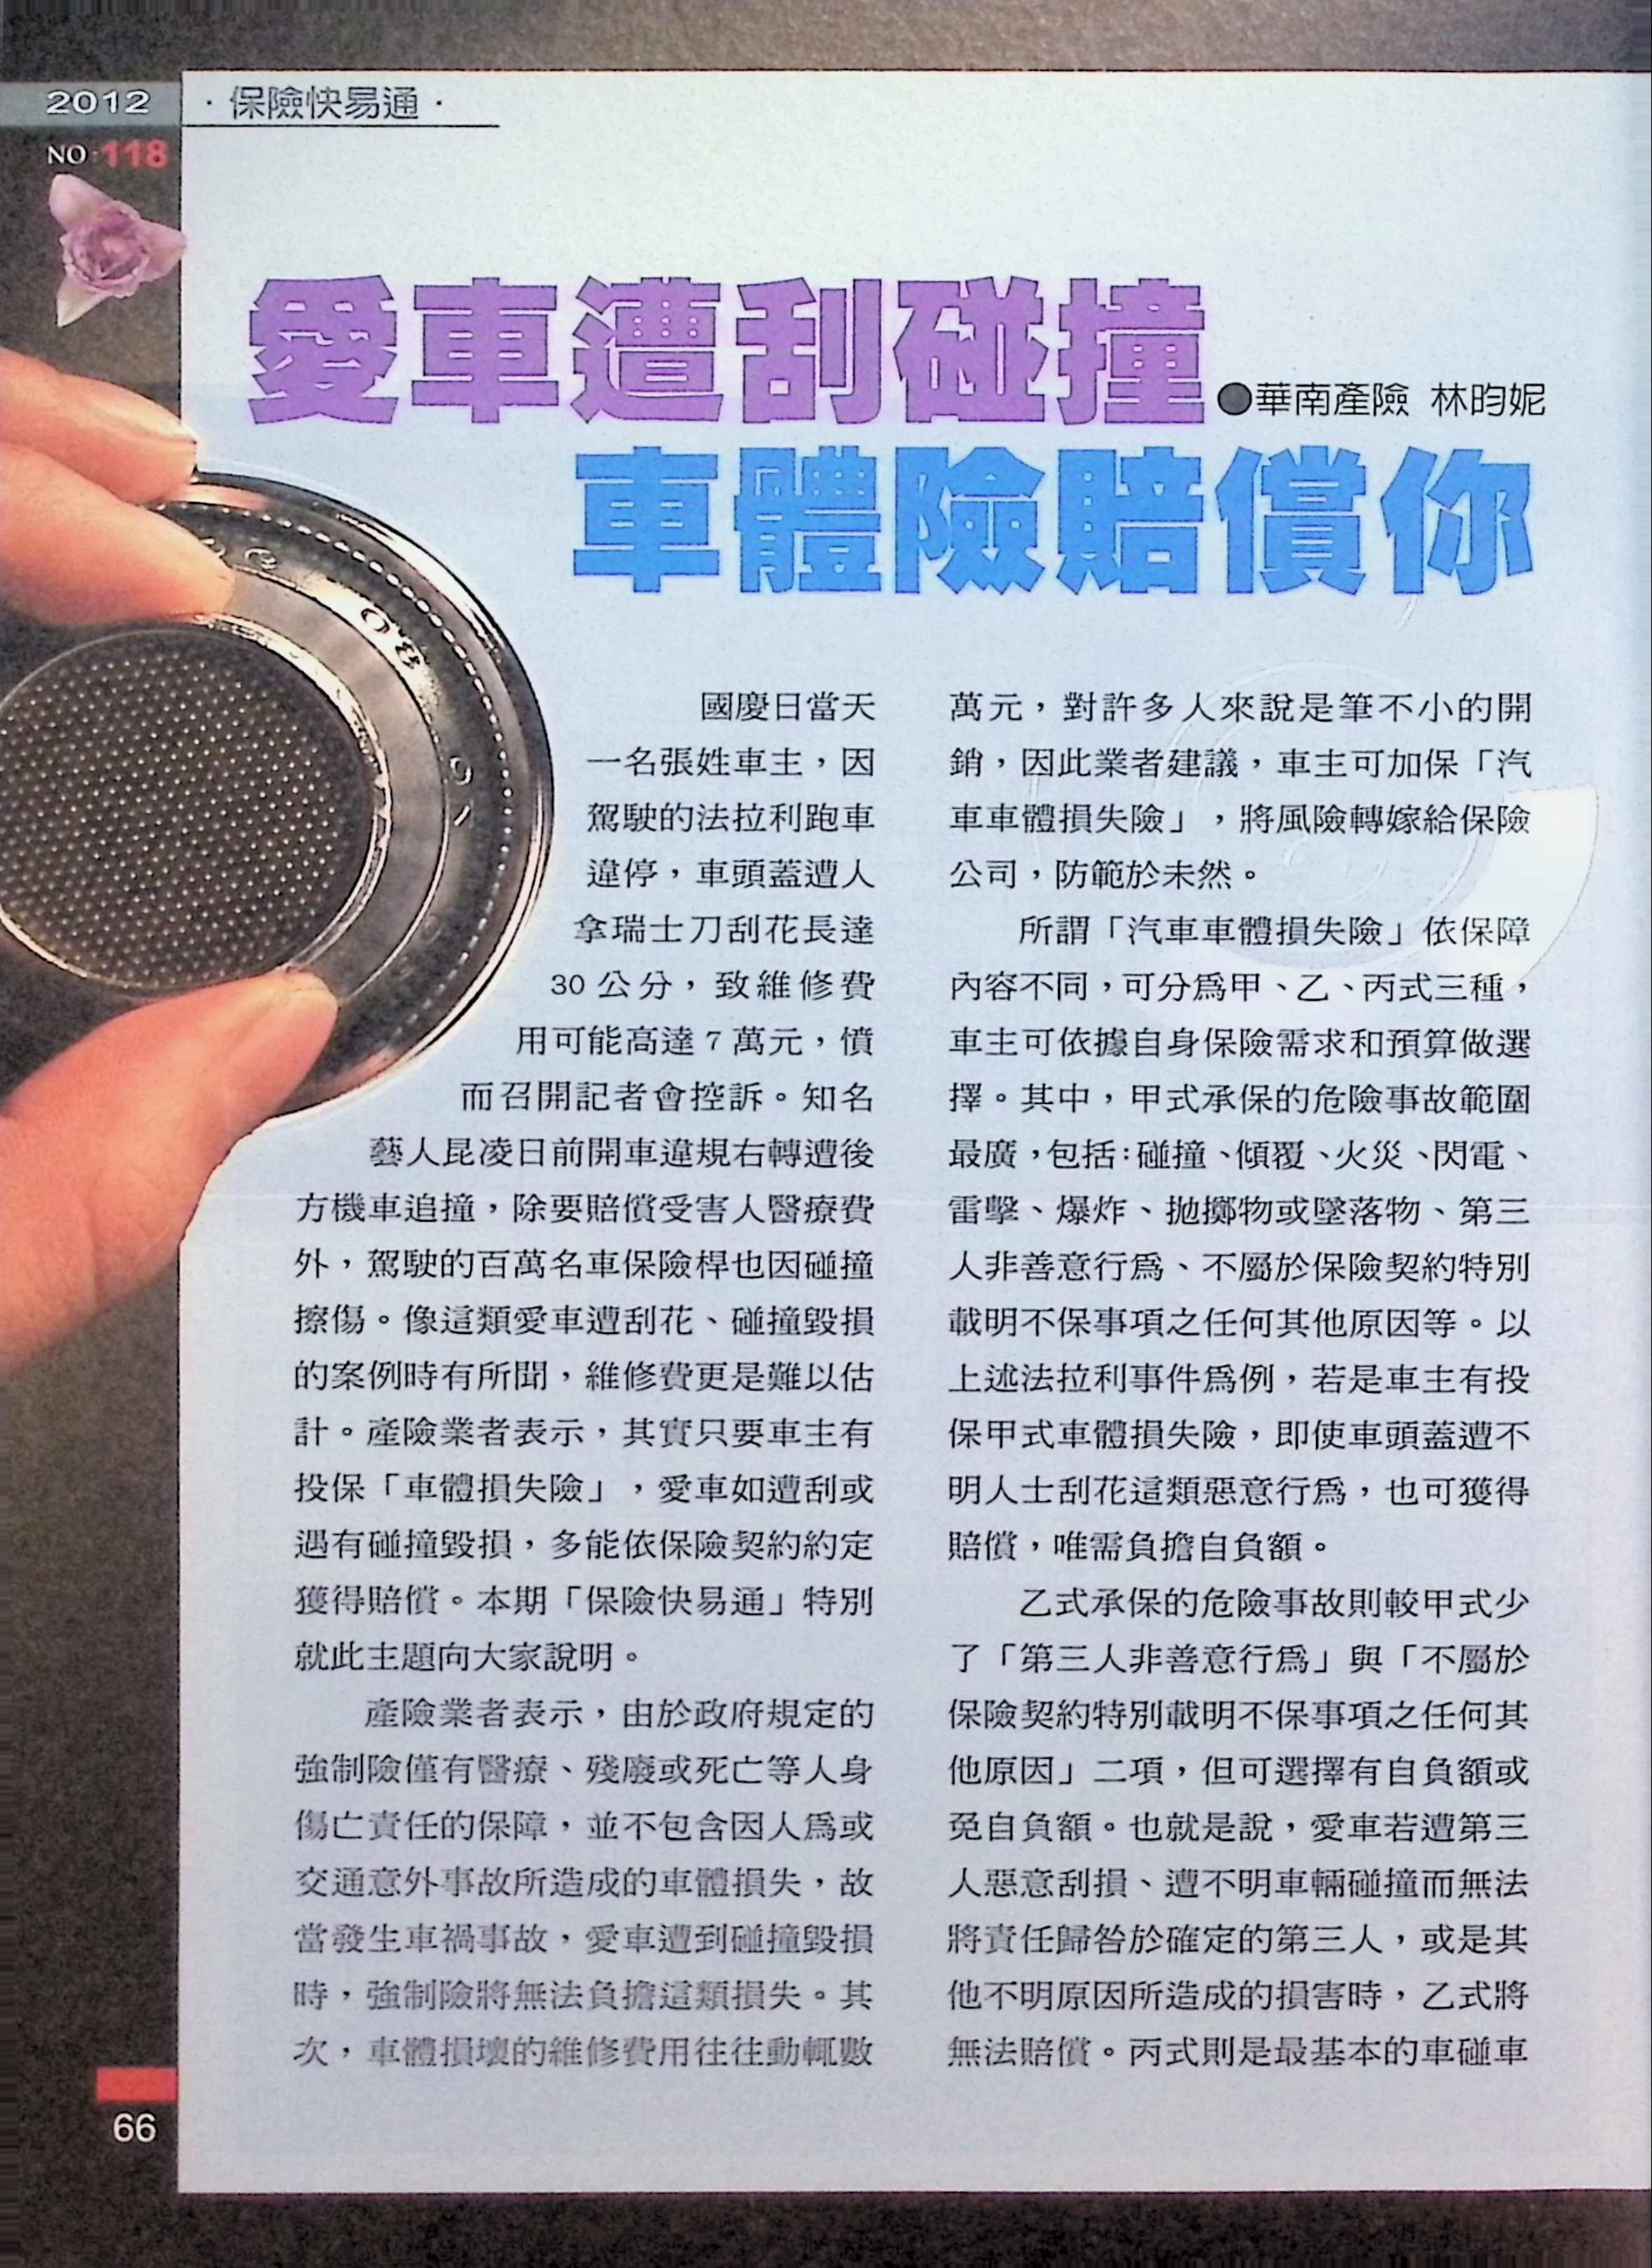 2012
·保險快易通·
NO·118
愛車遭刮碰撞
●華南產險 林昀妮
車體險賠償你
國慶日當天
一名張姓車主，因
駕駛的法拉利跑車
違停，車頭蓋遭人
拿瑞士刀刮花長達
30公分，致維修費
用可能高達7萬元，憤
而召開記者會控訴。知名
藝人昆凌日前開車違規右轉遭後
方機車追撞，除要賠償受害人醫療費
外，駕駛的百萬名車保險桿也因碰撞
擦傷。像這類愛車遭刮花、碰撞毀損
的案例時有所聞，維修費更是難以估
計。產險業者表示，其實只要車主有
投保「車體損失險」，愛車如遭刮或
遇有碰撞毀損，多能依保險契約約定
獲得賠償。本期「保險快易通」特別
就此主題向大家說明。
產險業者表示，由於政府規定的
強制險僅有醫療、殘廢或死亡等人身
傷亡責任的保障，並不包含因人為或
交通意外事故所造成的車體損失，故
當發生車禍事故，愛車遭到碰撞毀損
時，強制險將無法負擔這類損失。其
次，車體損壞的維修費用往往動輒數
萬元，對許多人來說是筆不小的開
銷，因此業者建議，車主可加保「汽
車車體損失險」，將風險轉嫁給保險
公司，防範於未然。
所謂「汽車車體損失險」依保障
內容不同，可分為甲、乙、丙式三種，
車主可依據自身保險需求和預算做選
擇。其中，甲式承保的危險事故範圍
最廣，包括：碰撞、傾覆、火災、閃電、
雷擊、爆炸、拋擲物或墜落物、第三
人非善意行為、不屬於保險契約特別
載明不保事項之任何其他原因等。以
上述法拉利事件為例，若是車主有投
保甲式車體損失險，即使車頭蓋遭不
明人士刮花這類惡意行為，也可獲得
賠償，唯需負擔自負額。
乙式承保的危險事故則較甲式少
了「第三人非善意行為」與「不屬於
保險契約特別載明不保事項之任何其
他原因」二項，但可選擇有自負額或
免自負額。也就是說，愛車若遭第三
人惡意刮損、遭不明車輛碰撞而無法
將責任歸咎於確定的第三人，或是其
他不明原因所造成的損害時，乙式將
無法賠償。丙式則是最基本的車碰車
66